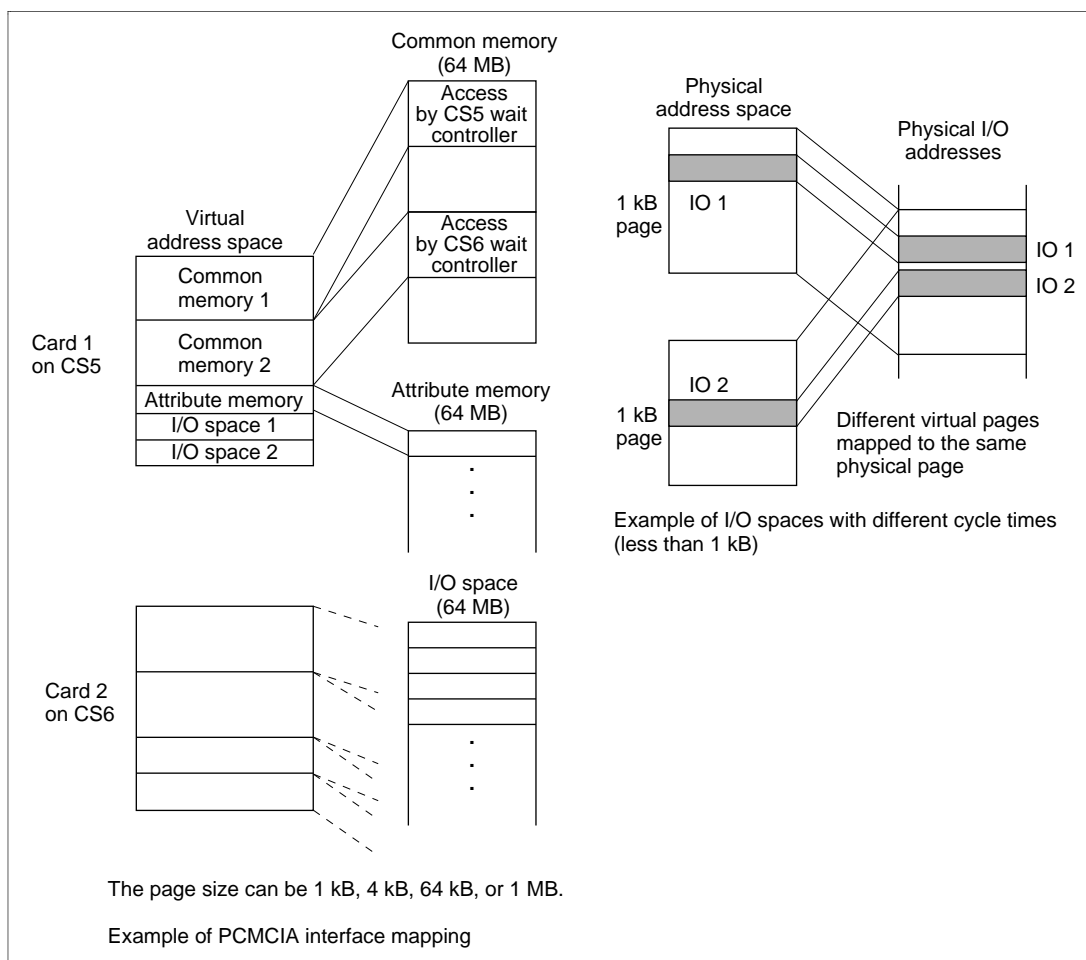 Common memory
(64 MB)
Access
by CS5 wait
controller
Access
by CS6 wait
controller
Virtual
address space
Common
memory 1
Common
memory 2
Attribute memory
I/O space 1
I/O space 2
Card 1
on CS5
Attribute memory
(64 MB)
I/O space
(64 MB)
Card 2
on CS6
Physical
address space
Physical I/O
addresses
1 kB
page
IO 1
IO 1
IO 2
IO 2
1 kB
page
Different virtual pages
mapped to the same
physical page
Example of I/O spaces with different cycle times
(less than 1 kB)
The page size can be 1 kB, 4 kB, 64 kB, or 1 MB.
Example of PCMCIA interface mapping